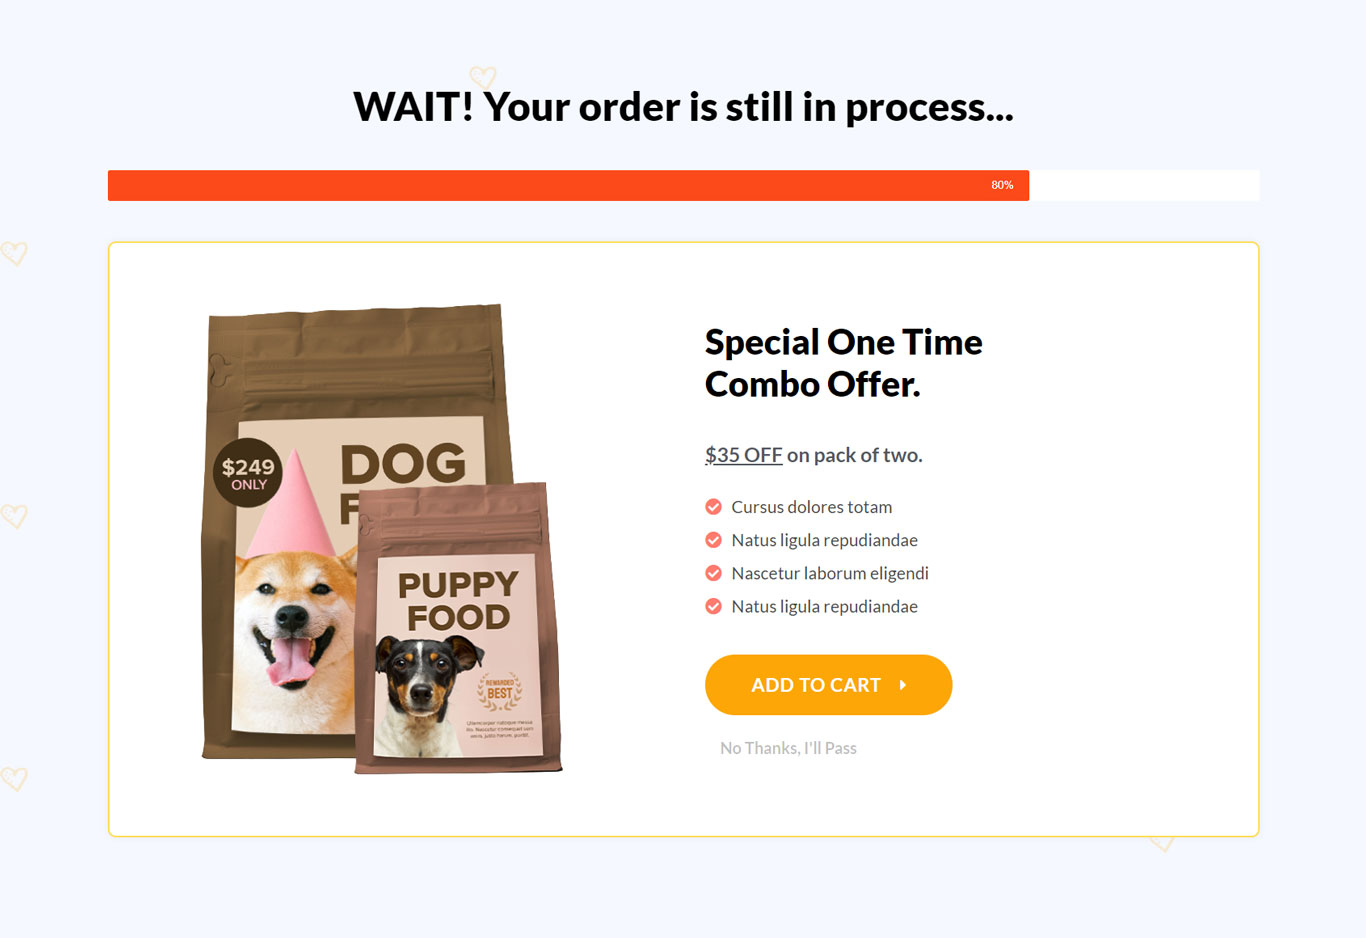 WAIT! Your order is still in process...
80%
$249
ONLY
DOG
F
PUPPY
FOOD
REWARDED
BEST
Special One Time
Combo Offer.
$35 OFF on pack of two.
Cursus dolores totam
Natus ligula repudiandae
Nascetur laborum eligendi
Natus ligula repudiandae
ADD TO CART
No Thanks, I'll Pass